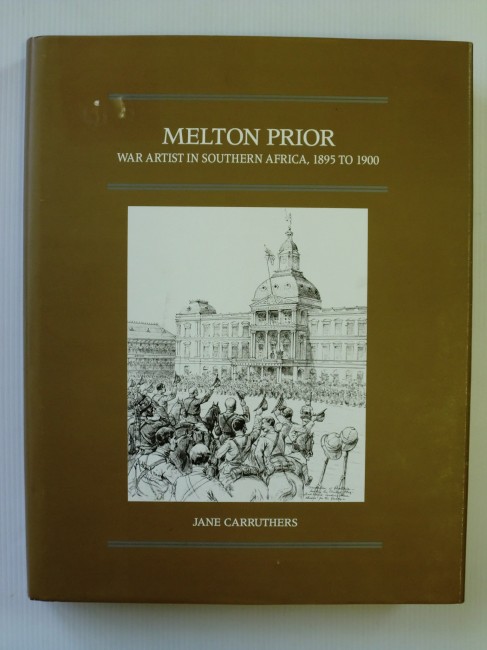 MELTON PRIOR
WAR ARTIST IN SOUTHERN AFRICA, 1895 TO 1900
JANE CARRUTHERS